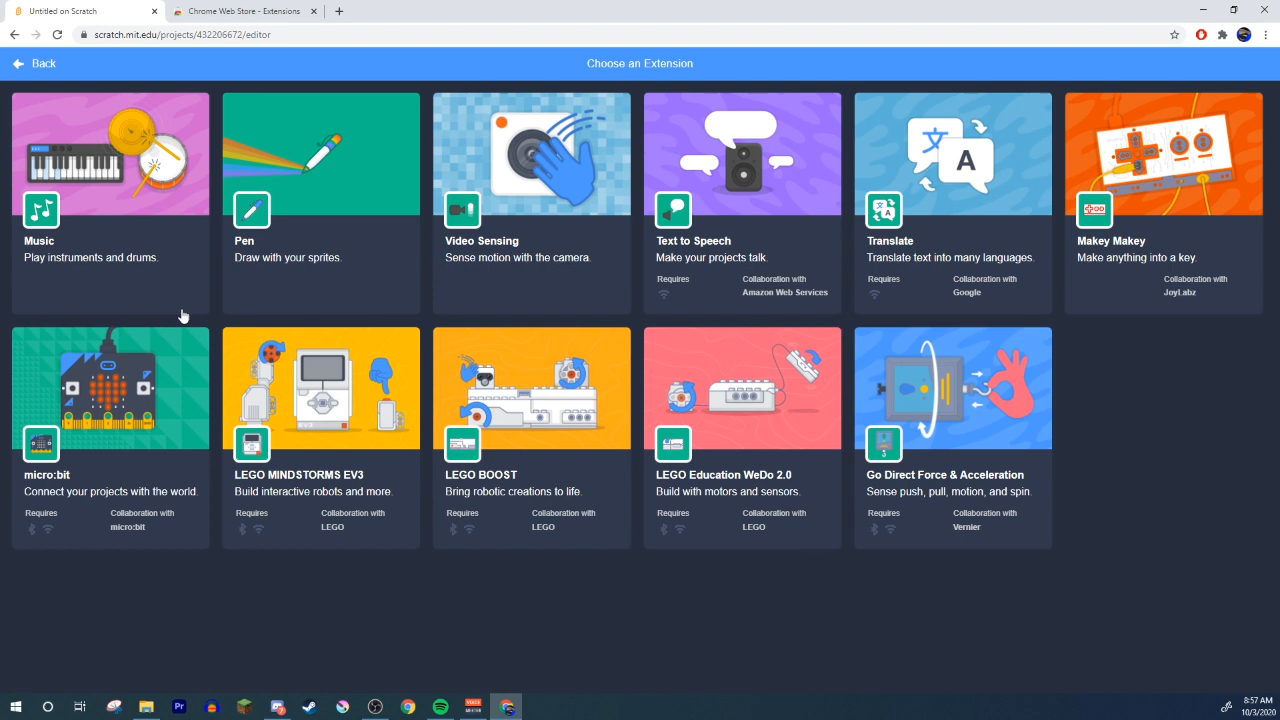 Untitled on Scratch
Chrome Web Store - Extensions
scratch.mit.edu/projects/432206672/editor
Back
Choose an Extension
文
A
Music
Play instruments and drums.
Pen
Draw with your sprites.
Video Sensing
Sense motion with the camera.
Text to Speech
Make your projects talk.
Requires
Collaboration with
Amazon Web Services
Translate
Translate text into many languages.
Requires
Collaboration with
Google
Makey Makey
Make anything into a key.
Collaboration with
JoyLabz
micro:bit
Connect your projects with the world.
Requires
Collaboration with
micro:bit
LEGO MINDSTORMS EV3
Build interactive robots and more.
Requires
Collaboration with
LEGO
LEGO BOOST
Bring robotic creations to life.
Requires
Collaboration with
LEGO
LEGO Education WeDo 2.0
Build with motors and sensors.
Requires
Collaboration with
LEGO
Go Direct Force & Acceleration
Sense push, pull, motion, and spin.
Requires
Collaboration with
Vernier
Pr
VOICE
MEETER
8:57 AM
10/3/2020